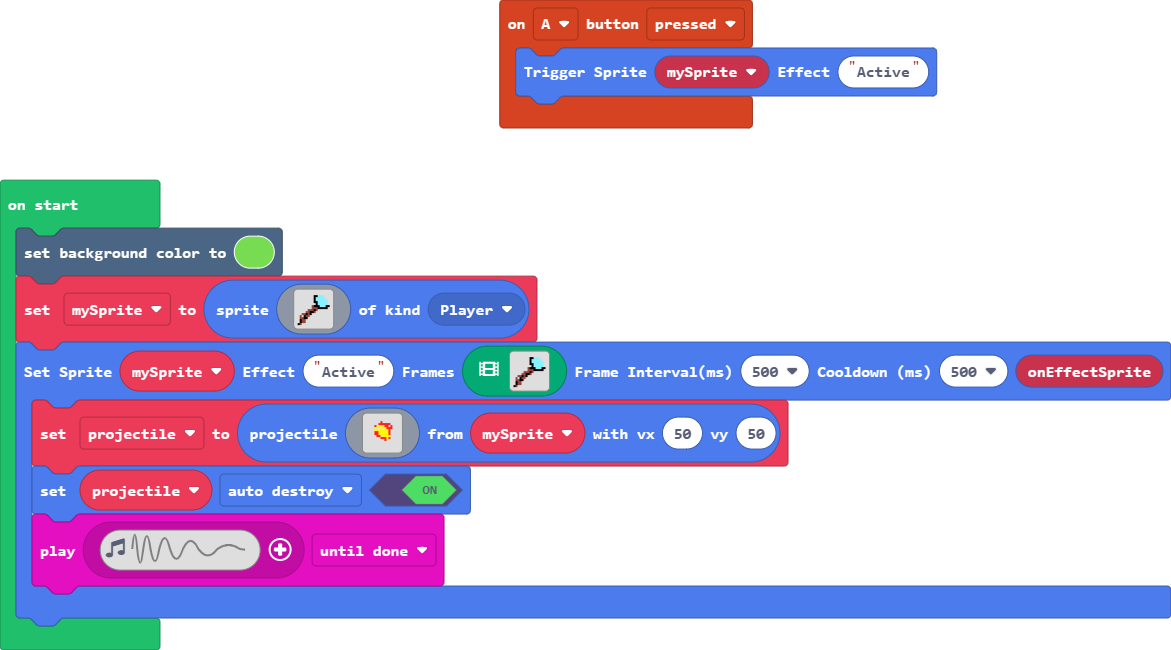 on A button pressed
Trigger Sprite mySprite Effect "Active"
on start
set background color to
set mySprite to sprite of kind Player
Set Sprite mySprite Effect "Active" Frames Frame Interval(ms) 500 Cooldown (ms) 500 onEffectSprite
set projectile to projectile from mySprite with vx 50 vy 50
set projectile auto destroy ON
play until done